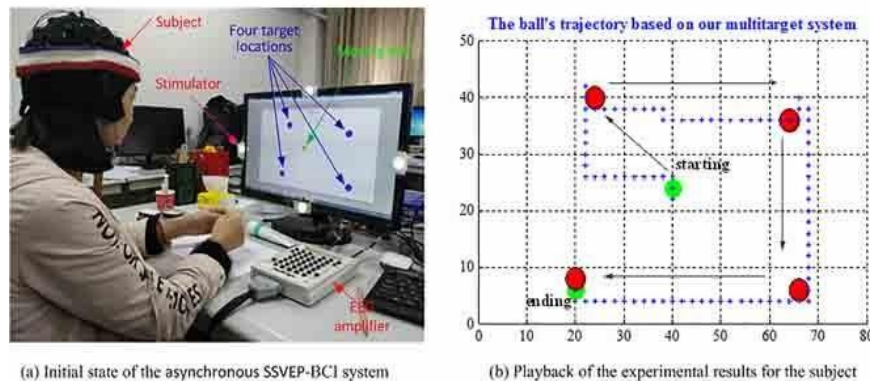 Subject
Four target
locations
Stimulator
EEG
amplifier
NOT
(a) Initial state of the asynchronous SSVEP-BCI system
The ball's trajectory based on our multitarget system
50
40
30
20
10
0
0 10 20 30 40 50 60 70 80
starting
ending
(b) Playback of the experimental results for the subject